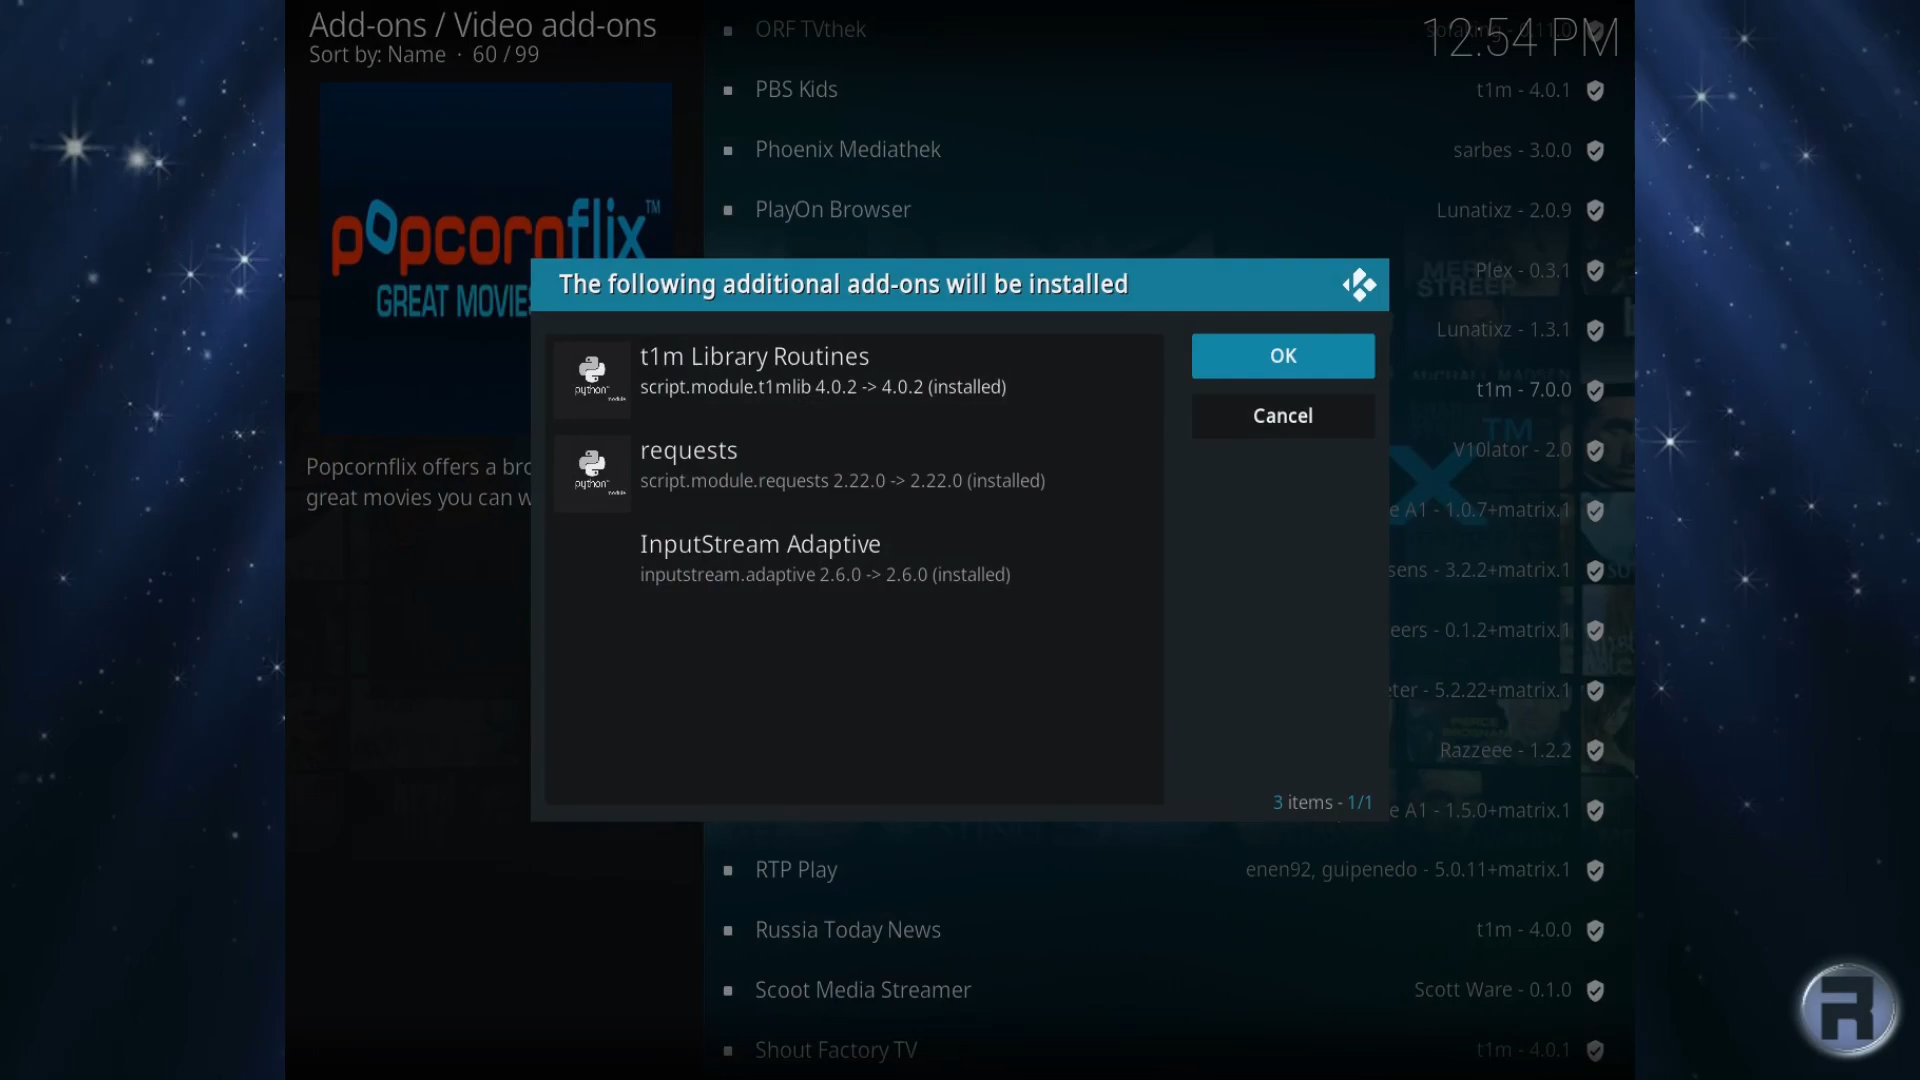 Add-ons / Video add-ons
Sort by: Name · 60 / 99
12:54 PM
ORF TVthek
PBS Kids
t1m - 4.0.1
Phoenix Mediathek
sarbes - 3.0.0
PlayOn Browser
Lunatixz - 2.0.9
popcornflix™
GREAT MOVIES
Plex - 0.3.1
Lunatixz - 1.3.1
t1m - 7.0.0
V10lator - 2.0
e A1 - 1.0.7+matrix.1
sens - 3.2.2+matrix.1
eers - 0.1.2+matrix.1
eter - 5.2.22+matrix.1
Razzeee - 1.2.2
e A1 - 1.5.0+matrix.1
Popcornflix offers a bro
great movies you can w
The following additional add-ons will be installed
t1m Library Routines
script.module.t1mlib 4.0.2 -> 4.0.2 (installed)
requests
script.module.requests 2.22.0 -> 2.22.0 (installed)
InputStream Adaptive
inputstream.adaptive 2.6.0 -> 2.6.0 (installed)
python
python
OK
Cancel
3 items - 1/1
RTP Play
enen92, guipenedo - 5.0.11+matrix.1
Russia Today News
t1m - 4.0.0
Scoot Media Streamer
Scott Ware - 0.1.0
Shout Factory TV
t1m - 4.0.1
R